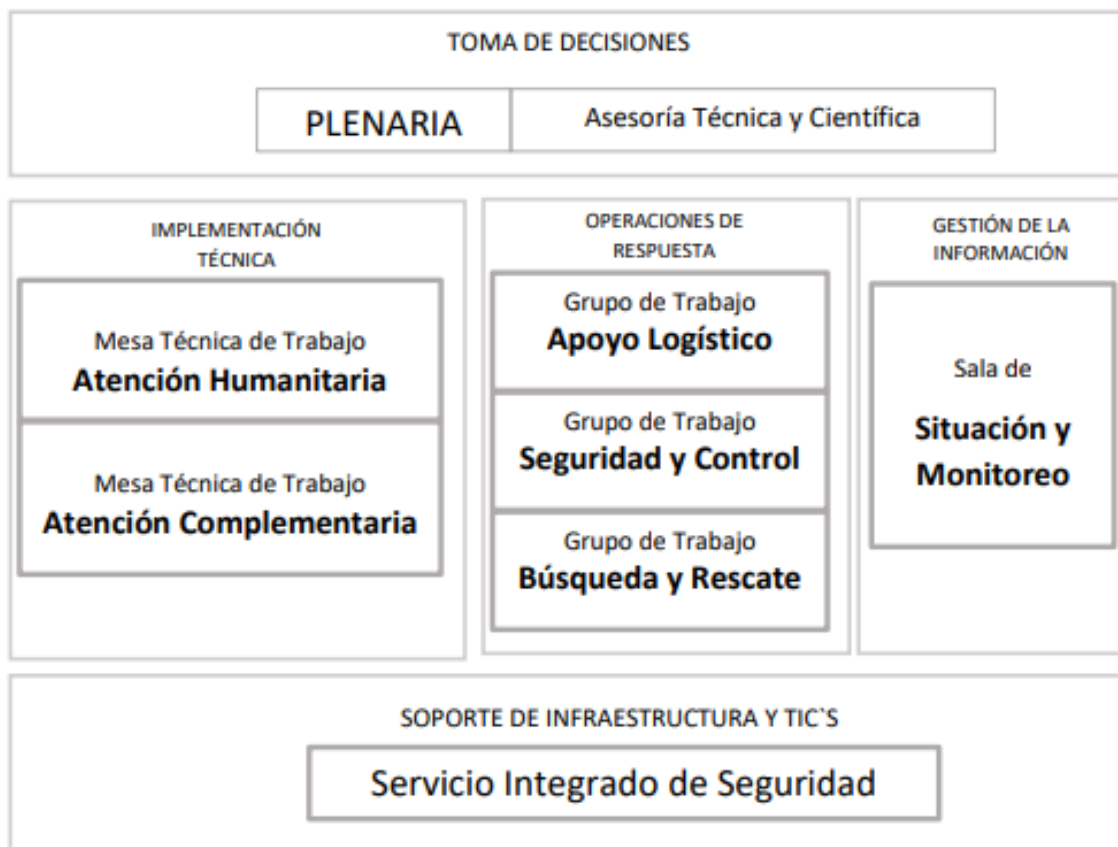 TOMA DE DECISIONES
PLENARIA
Asesoría Técnica y Científica
IMPLEMENTACIÓN
TÉCNICA
Mesa Técnica de Trabajo
Atención Humanitaria
Mesa Técnica de Trabajo
Atención Complementaria
OPERACIONES DE
RESPUESTA
Grupo de Trabajo
Apoyo Logístico
Grupo de Trabajo
Seguridad y Control
Grupo de Trabajo
Búsqueda y Rescate
GESTIÓN DE LA
INFORMACIÓN
Sala de
Situación y
Monitoreo
SOPORTE DE INFRAESTRUCTURA Y TIC`S
Servicio Integrado de Seguridad